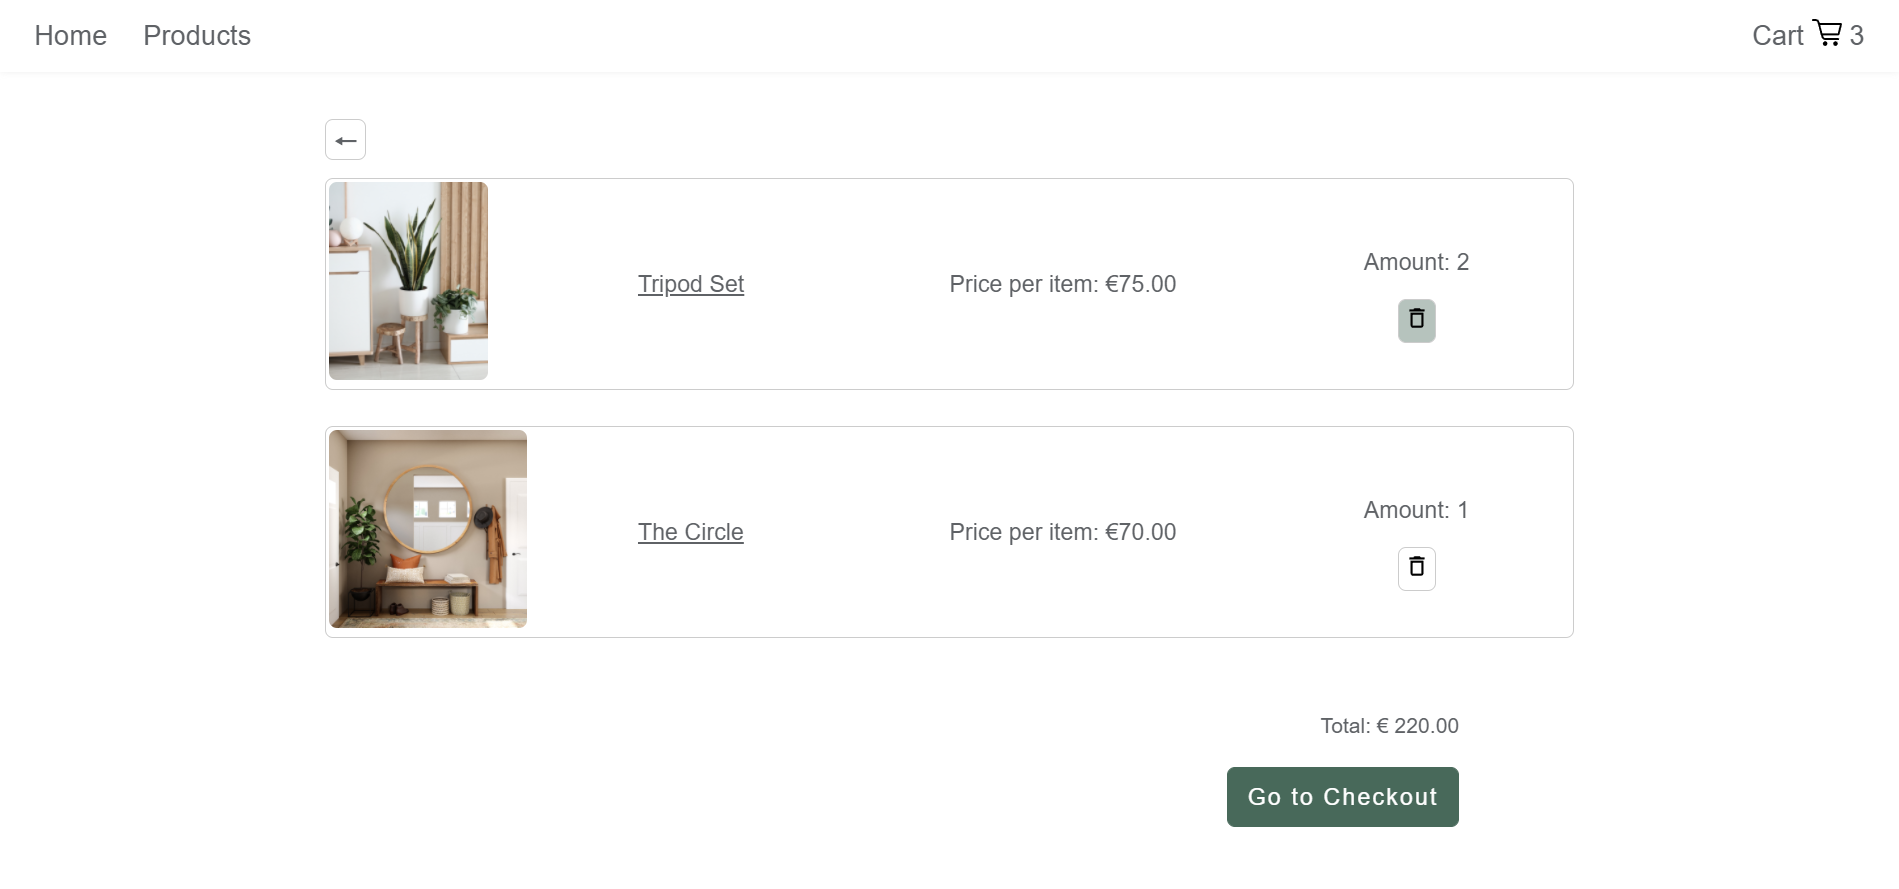 Home Products Cart 3
Tripod Set Price per item: €75.00 Amount: 2
The Circle Price per item: €70.00 Amount: 1
Total: € 220.00
Go to Checkout